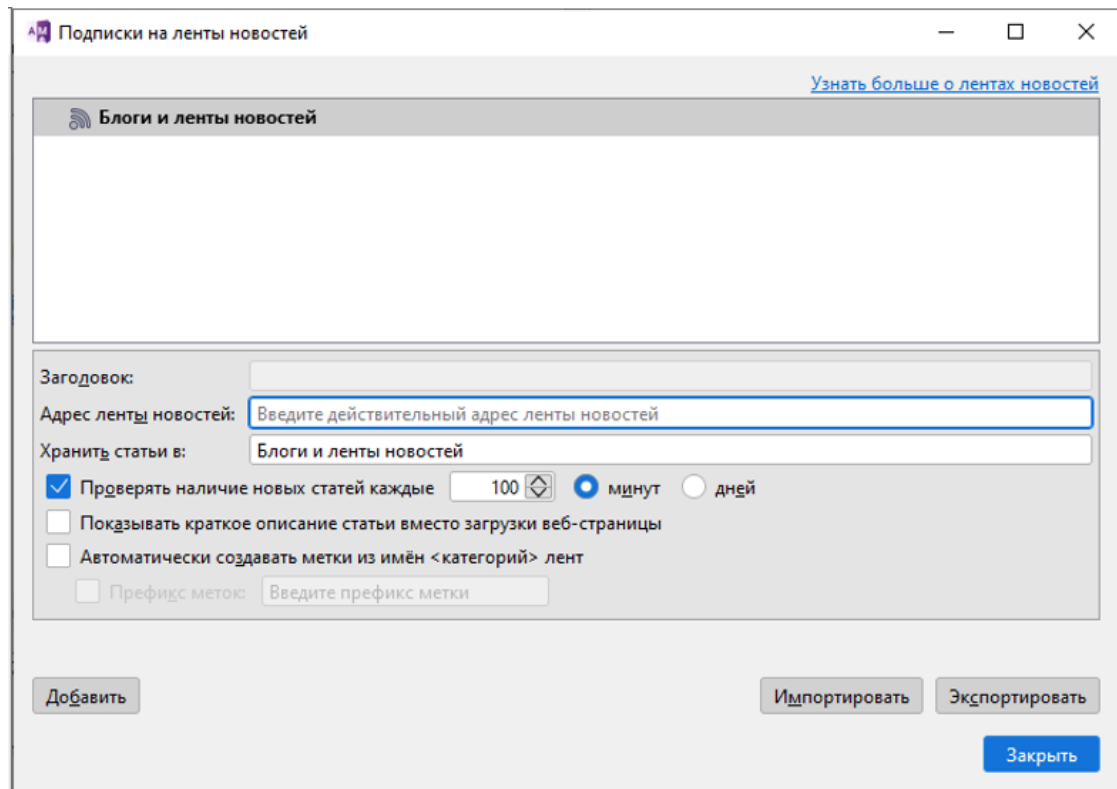 AM Подписки на ленты новостей
Узнать больше о лентах новостей
Блоги и ленты новостей
Заголовок:
Адрес ленты новостей: Введите действительный адрес ленты новостей
Хранить статьи в: Блоги и ленты новостей
Проверять наличие новых статей каждые 100 минут дней
Показывать краткое описание статьи вместо загрузки веб-страницы
Автоматически создавать метки из имён <категорий> лент
Префикс меток: Введите префикс метки
Добавить Импортировать Экспортировать
Закрыть